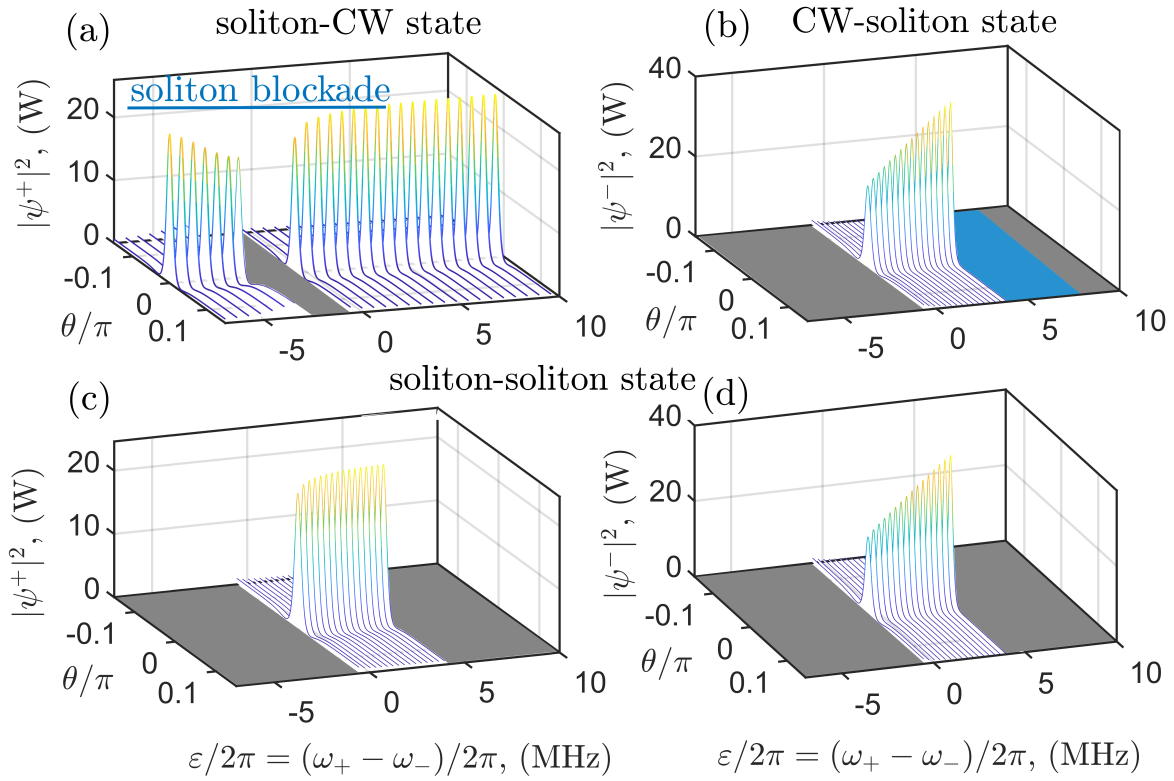 (a) soliton-CW state
soliton blockade
|ψ⁺|², (W)
20
10
0
-0.1
0
0.1
θ/π
-5
0
5
10
(b) CW-soliton state
|ψ⁻|², (W)
40
20
0
-0.1
0
0.1
θ/π
-5
0
5
10
soliton-soliton state
(c)
|ψ⁺|², (W)
20
10
0
-0.1
0
0.1
θ/π
-5
0
5
10
ε/2π = (ω₊ − ω₋)/2π, (MHz)
(d)
|ψ⁻|², (W)
40
20
0
-0.1
0
0.1
θ/π
-5
0
5
10
ε/2π = (ω₊ − ω₋)/2π, (MHz)